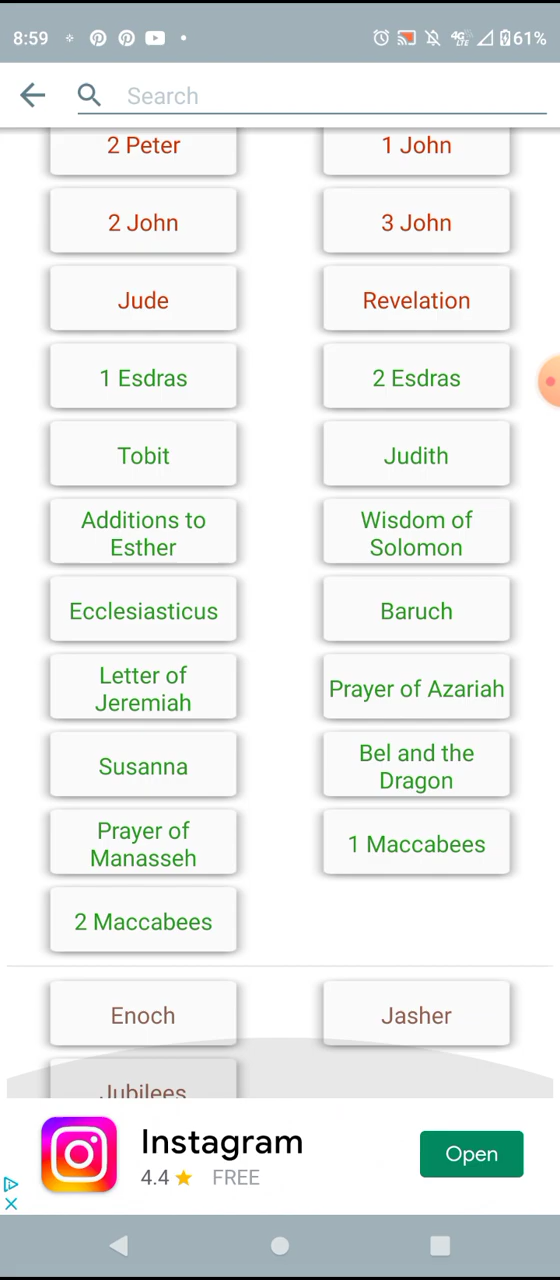 8:59
4G
LTE
61%
Search
2 Peter
1 John
2 John
3 John
Jude
Revelation
1 Esdras
2 Esdras
Tobit
Judith
Additions to
Esther
Wisdom of
Solomon
Ecclesiasticus
Baruch
Letter of
Jeremiah
Prayer of Azariah
Susanna
Bel and the
Dragon
Prayer of
Manasseh
1 Maccabees
2 Maccabees
Enoch
Jasher
Jubilees
Instagram
4.4 ★ FREE
Open